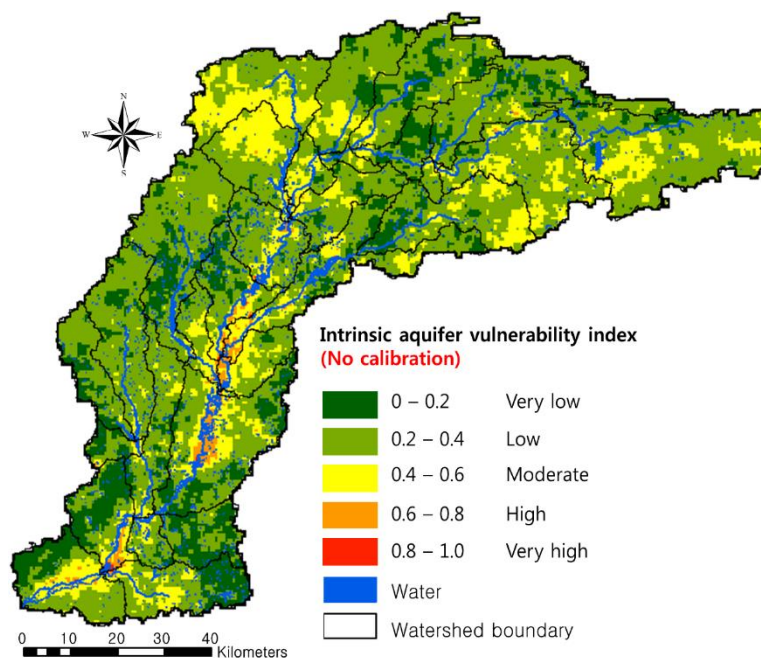 N
W E
S
Intrinsic aquifer vulnerability index
(No calibration)
0 – 0.2 Very low
0.2 – 0.4 Low
0.4 – 0.6 Moderate
0.6 – 0.8 High
0.8 – 1.0 Very high
Water
Watershed boundary
0 10 20 40
Kilometers